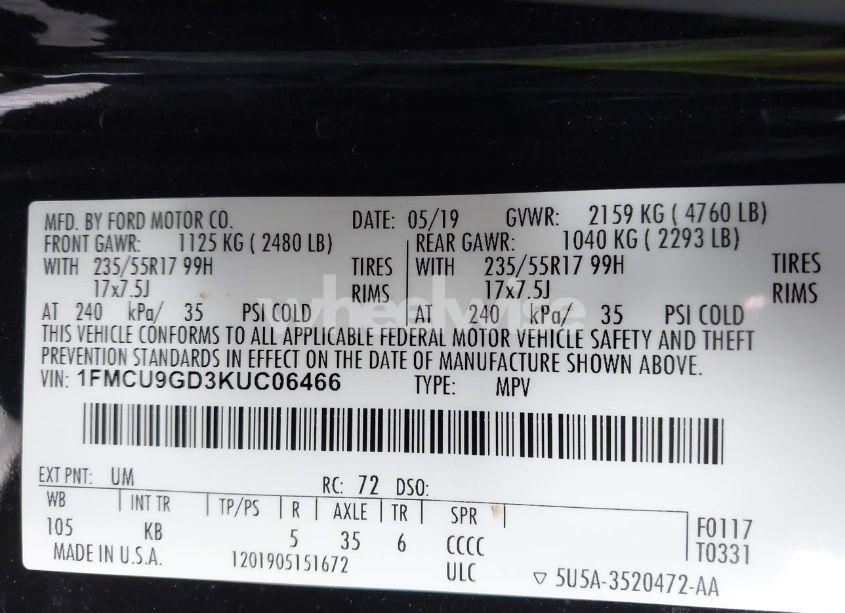 MFD. BY FORD MOTOR CO. DATE: 05/19 GVWR: 2159 KG ( 4760 LB)
FRONT GAWR: 1125 KG ( 2480 LB) REAR GAWR: 1040 KG ( 2293 LB)
WITH 235/55R17 99H TIRES WITH 235/55R17 99H TIRES
17x7.5J RIMS 17x7.5J RIMS
AT 240 kPa/ 35 PSI COLD AT 240 kPa/ 35 PSI COLD
wheelwise
THIS VEHICLE CONFORMS TO ALL APPLICABLE FEDERAL MOTOR VEHICLE SAFETY AND THEFT
PREVENTION STANDARDS IN EFFECT ON THE DATE OF MANUFACTURE SHOWN ABOVE.
VIN: 1FMCU9GD3KUC06466 TYPE: MPV
EXT PNT: UM RC: 72 DSO:
WB INT TR TP/PS R AXLE TR SPR
105 KB 5 35 6 CCCC F0117
MADE IN U.S.A. 1201905151672 ULC T0331
▽ 5U5A-3520472-AA